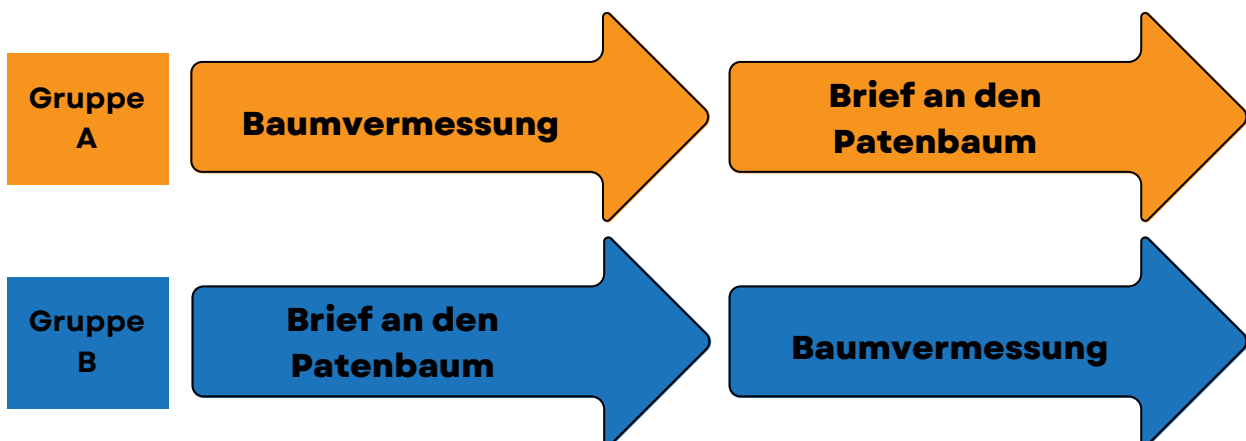 Gruppe
A
Baumvermessung
Brief an den
Patenbaum
Gruppe
B
Brief an den
Patenbaum
Baumvermessung